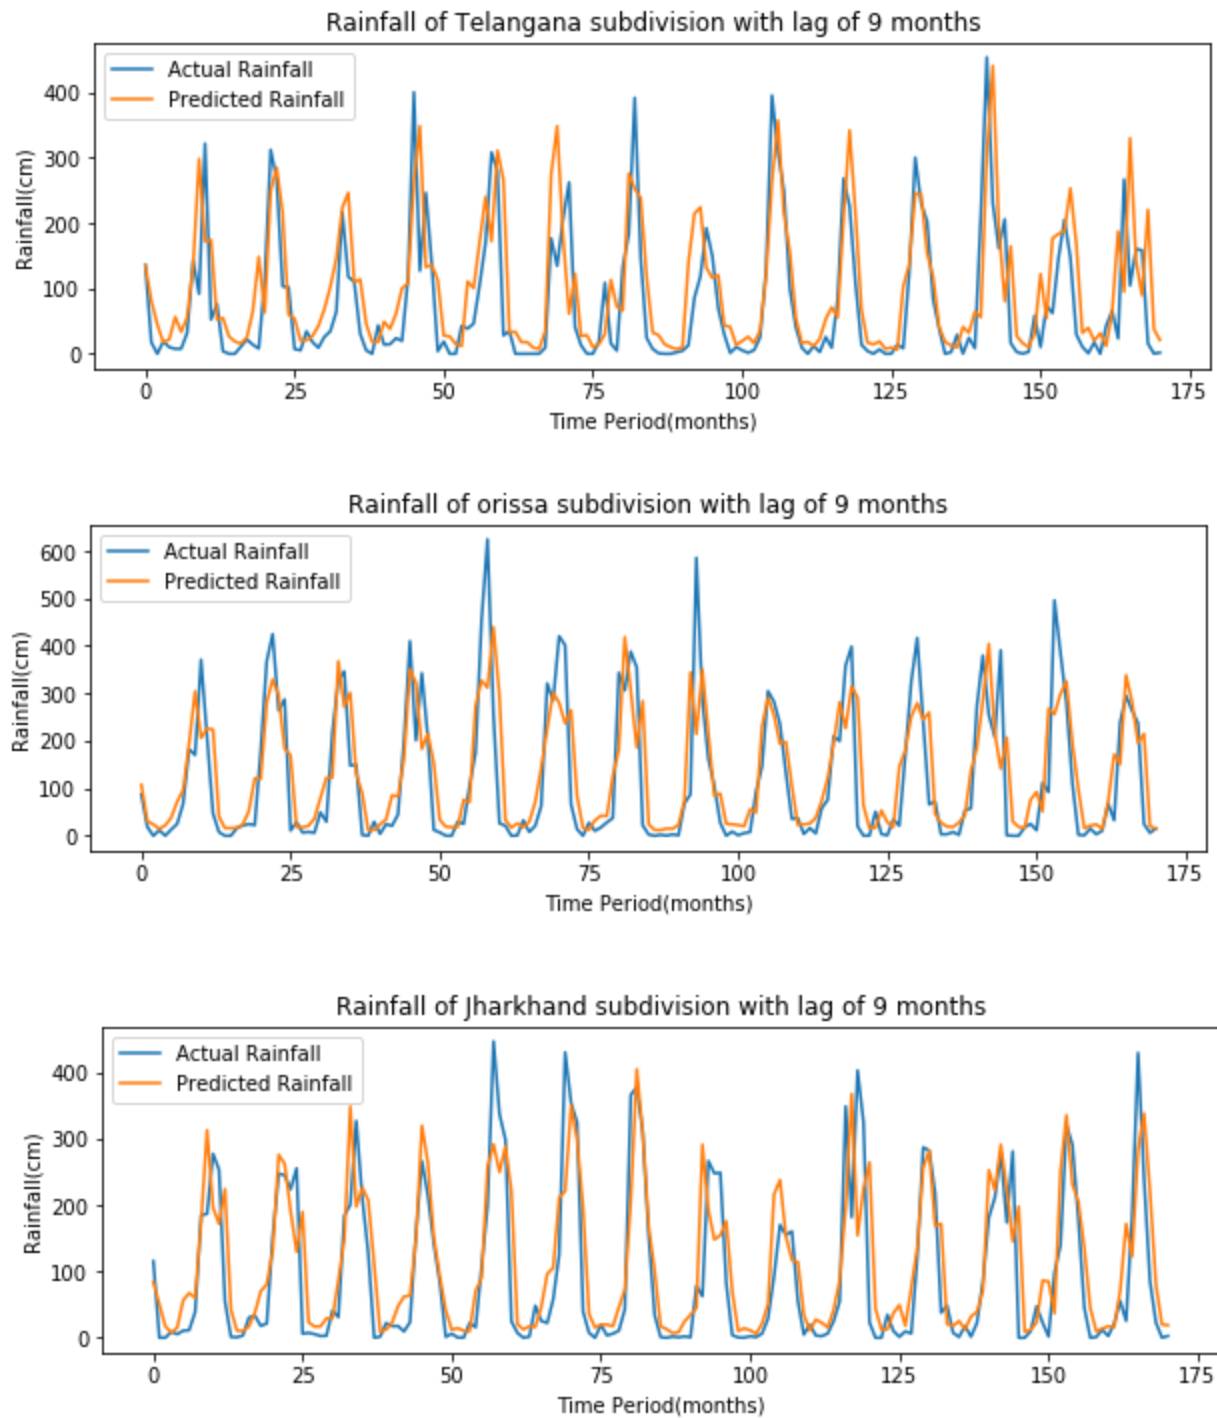 Rainfall of Telangana subdivision with lag of 9 months
Actual Rainfall
Predicted Rainfall
Rainfall(cm)
400
300
200
100
0
0 25 50 75 100 125 150 175
Time Period(months)
Rainfall of orissa subdivision with lag of 9 months
Actual Rainfall
Predicted Rainfall
Rainfall(cm)
600
500
400
300
200
100
0
0 25 50 75 100 125 150 175
Time Period(months)
Rainfall of Jharkhand subdivision with lag of 9 months
Actual Rainfall
Predicted Rainfall
Rainfall(cm)
400
300
200
100
0
0 25 50 75 100 125 150 175
Time Period(months)